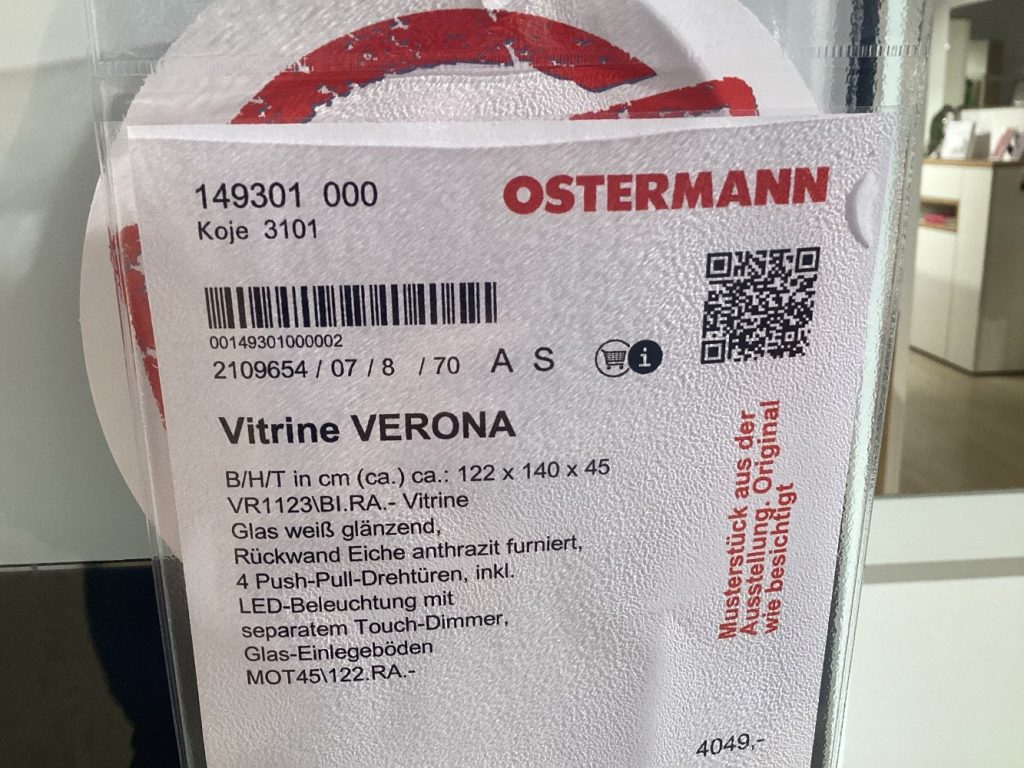 149301 000
OSTERMANN
Koje 3101
00149301000002
2109654 / 07 / 8 / 70 A S
i
Vitrine VERONA
B/H/T in cm (ca.) ca.: 122 x 140 x 45
VR1123\BI.RA.- Vitrine
Glas weiß glänzend,
Rückwand Eiche anthrazit furniert,
4 Push-Pull-Drehtüren, inkl.
LED-Beleuchtung mit
separatem Touch-Dimmer,
Glas-Einlegeböden
MOT45\122.RA.-
Musterstück aus der
Ausstellung. Original
wie besichtigt
4049,-